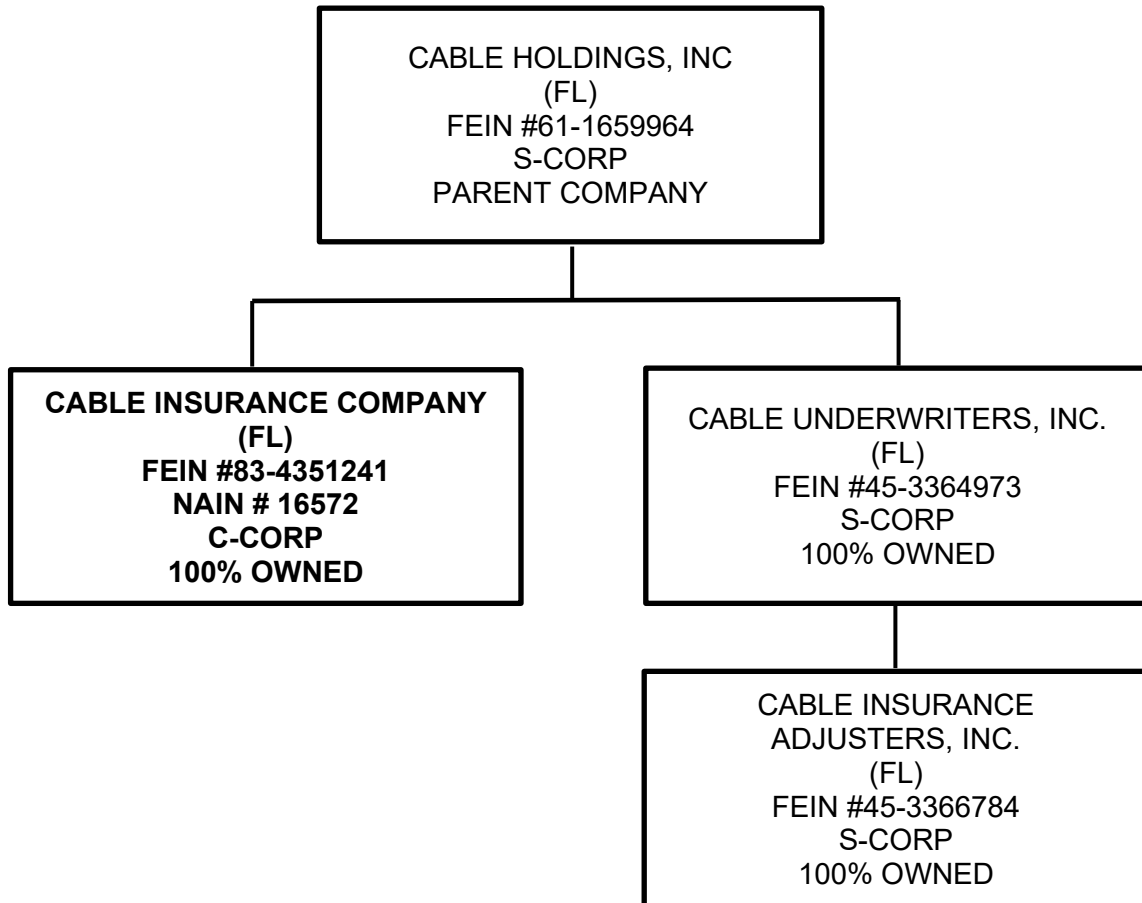 CABLE HOLDINGS, INC
(FL)
FEIN #61-1659964
S-CORP
PARENT COMPANY
CABLE INSURANCE COMPANY
(FL)
FEIN #83-4351241
NAIN # 16572
C-CORP
100% OWNED
CABLE UNDERWRITERS, INC.
(FL)
FEIN #45-3364973
S-CORP
100% OWNED
CABLE INSURANCE
ADJUSTERS, INC.
(FL)
FEIN #45-3366784
S-CORP
100% OWNED